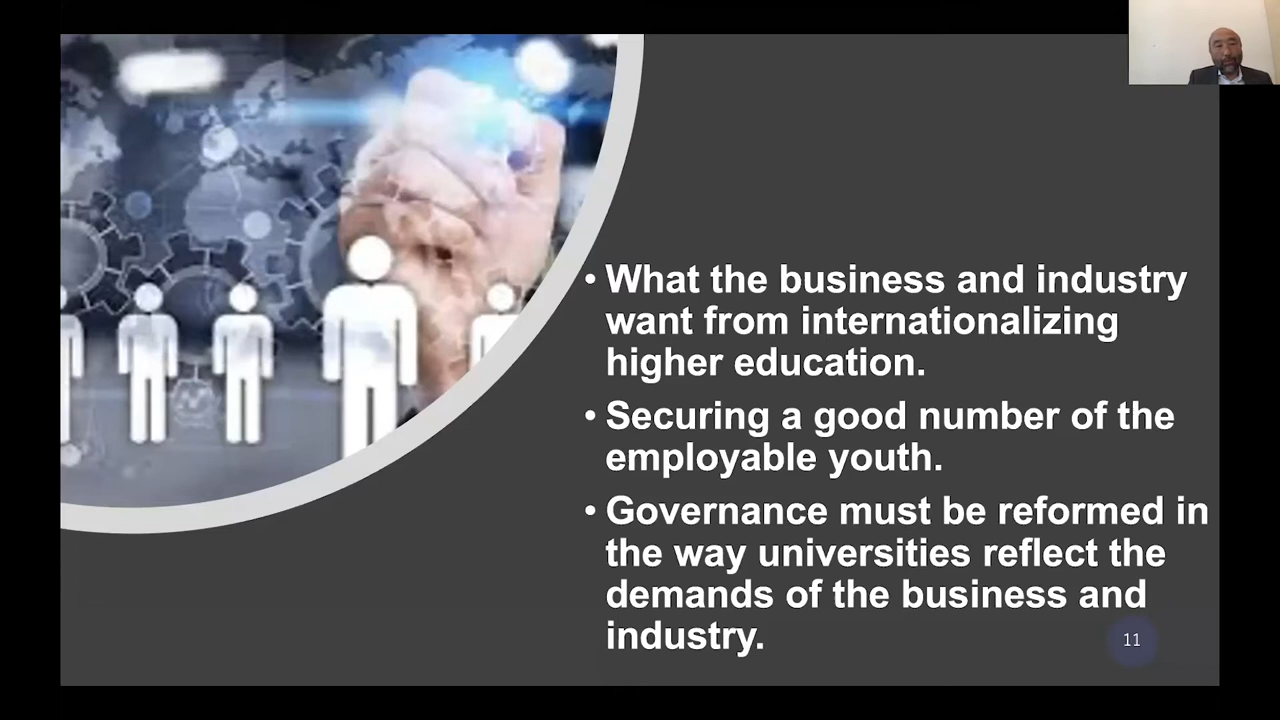 • What the business and industry
want from internationalizing
higher education.
• Securing a good number of the
employable youth.
• Governance must be reformed in
the way universities reflect the
demands of the business and
industry.
11